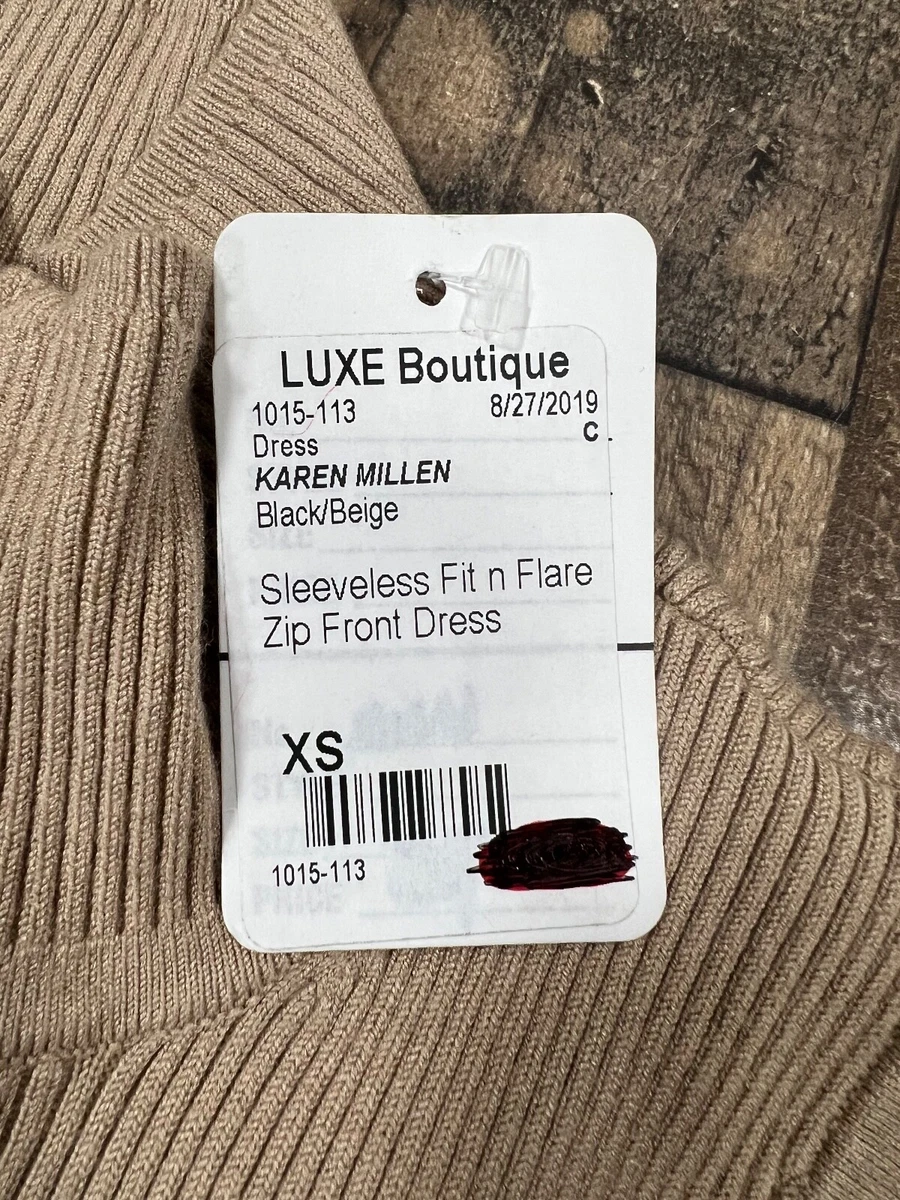 LUXE Boutique
1015-113 8/27/2019
Dress C
KAREN MILLEN
Black/Beige
Sleeveless Fit n Flare
Zip Front Dress
XS
1015-113
PRICE